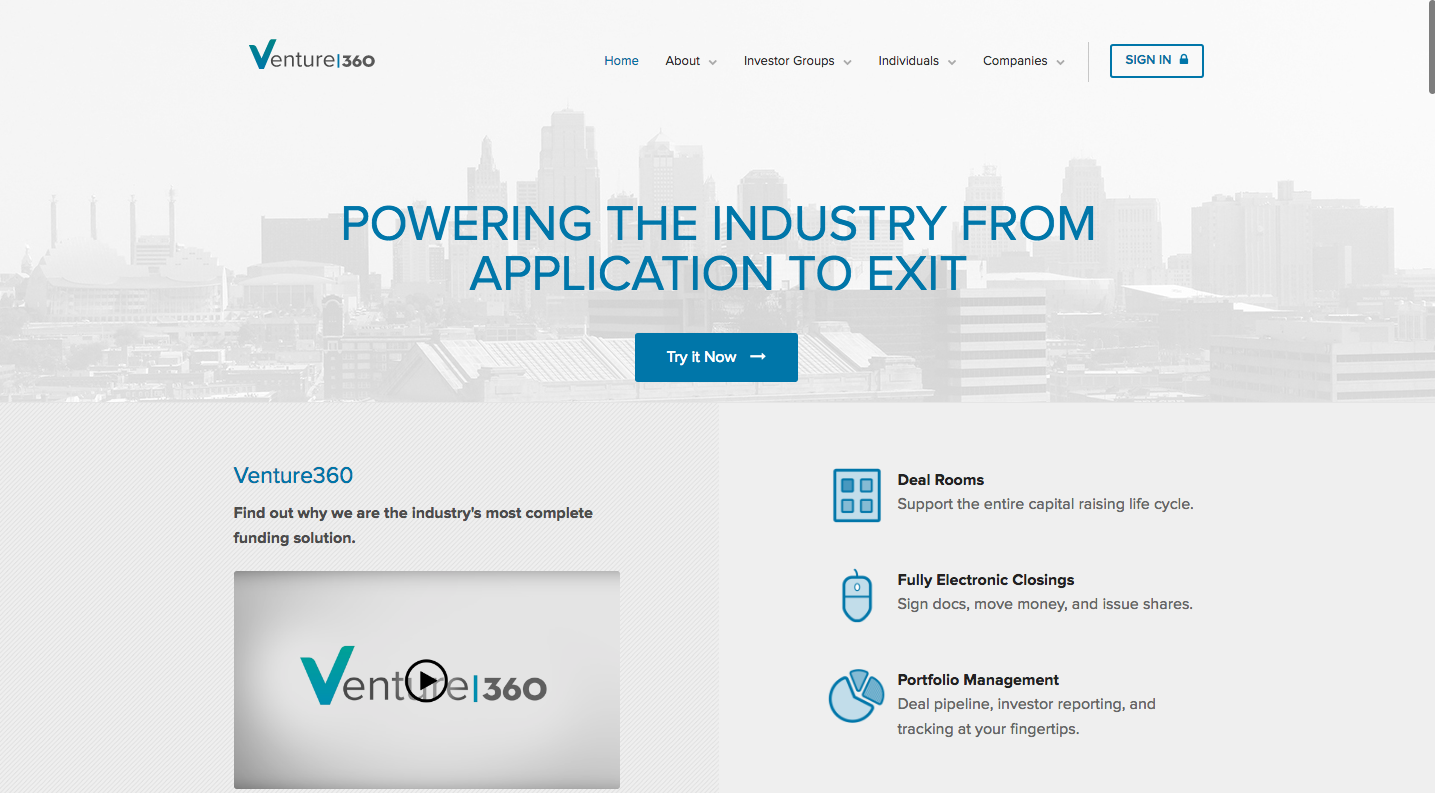 Venture|360
Home
About
Investor Groups
Individuals
Companies
SIGN IN
POWERING THE INDUSTRY FROM
APPLICATION TO EXIT
Try it Now
Venture360
Find out why we are the industry's most complete
funding solution.
Venture|360
Deal Rooms
Support the entire capital raising life cycle.
Fully Electronic Closings
Sign docs, move money, and issue shares.
Portfolio Management
Deal pipeline, investor reporting, and
tracking at your fingertips.